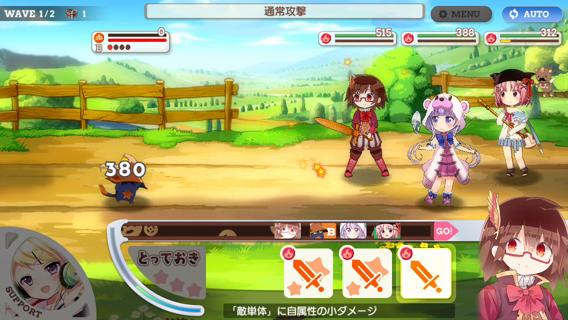 WAVE 1/2 1
通常攻撃
MENU
AUTO
B 0
515
388
312
380
B
GO!
とっておき
SUPPORT
「敵単体」に自属性の小ダメージ